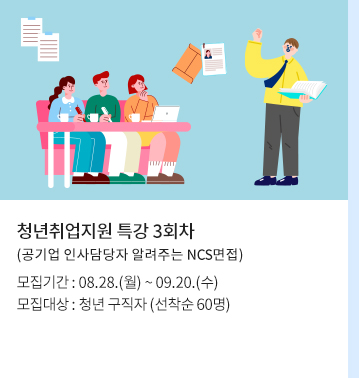 청년취업지원 특강 3회차
(공기업 인사담당자 알려주는 NCS면접)
모집기간 : 08.28.(월) ~ 09.20.(수)
모집대상 : 청년 구직자 (선착순 60명)